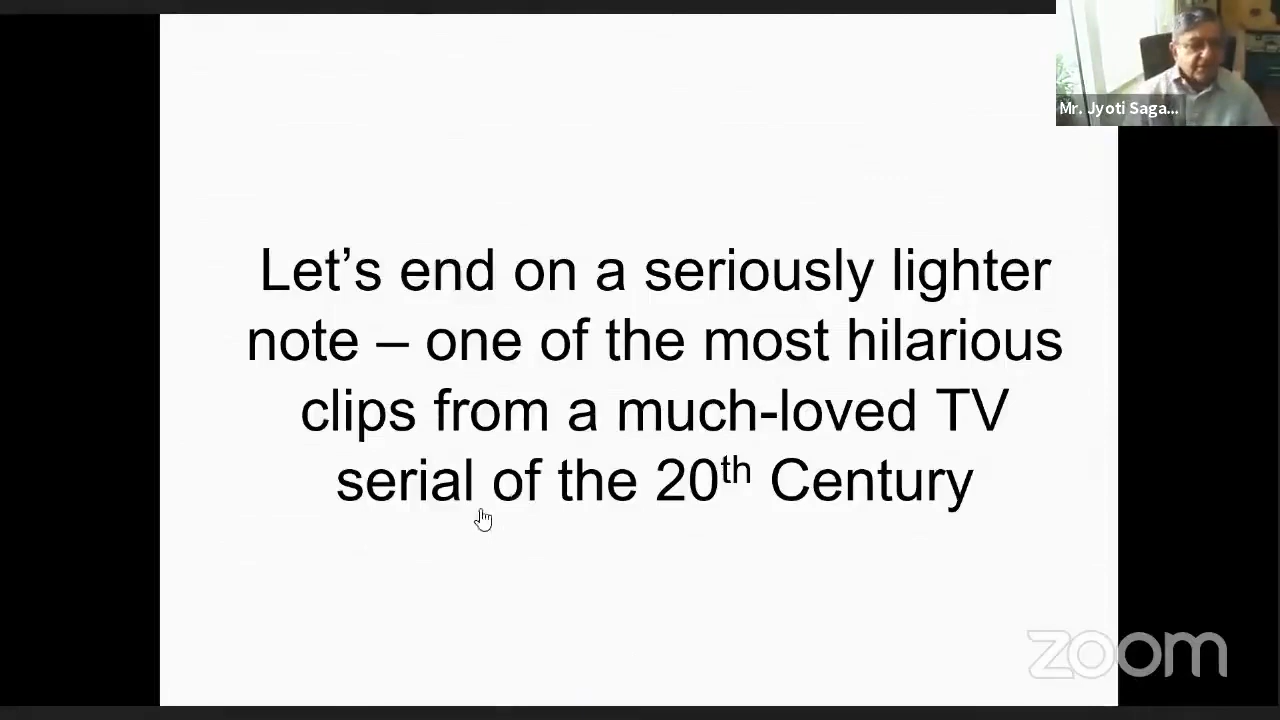 Mr. Jyoti Saga...
Let’s end on a seriously lighter
note – one of the most hilarious
clips from a much-loved TV
serial of the 20th Century
zoom